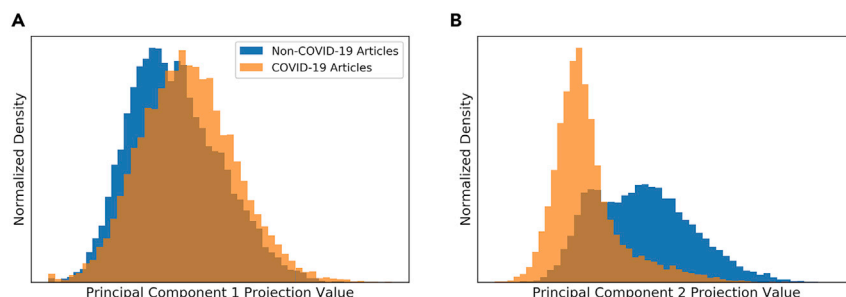 A
Normalized Density
Non-COVID-19 Articles
COVID-19 Articles
Principal Component 1 Projection Value
B
Normalized Density
Principal Component 2 Projection Value